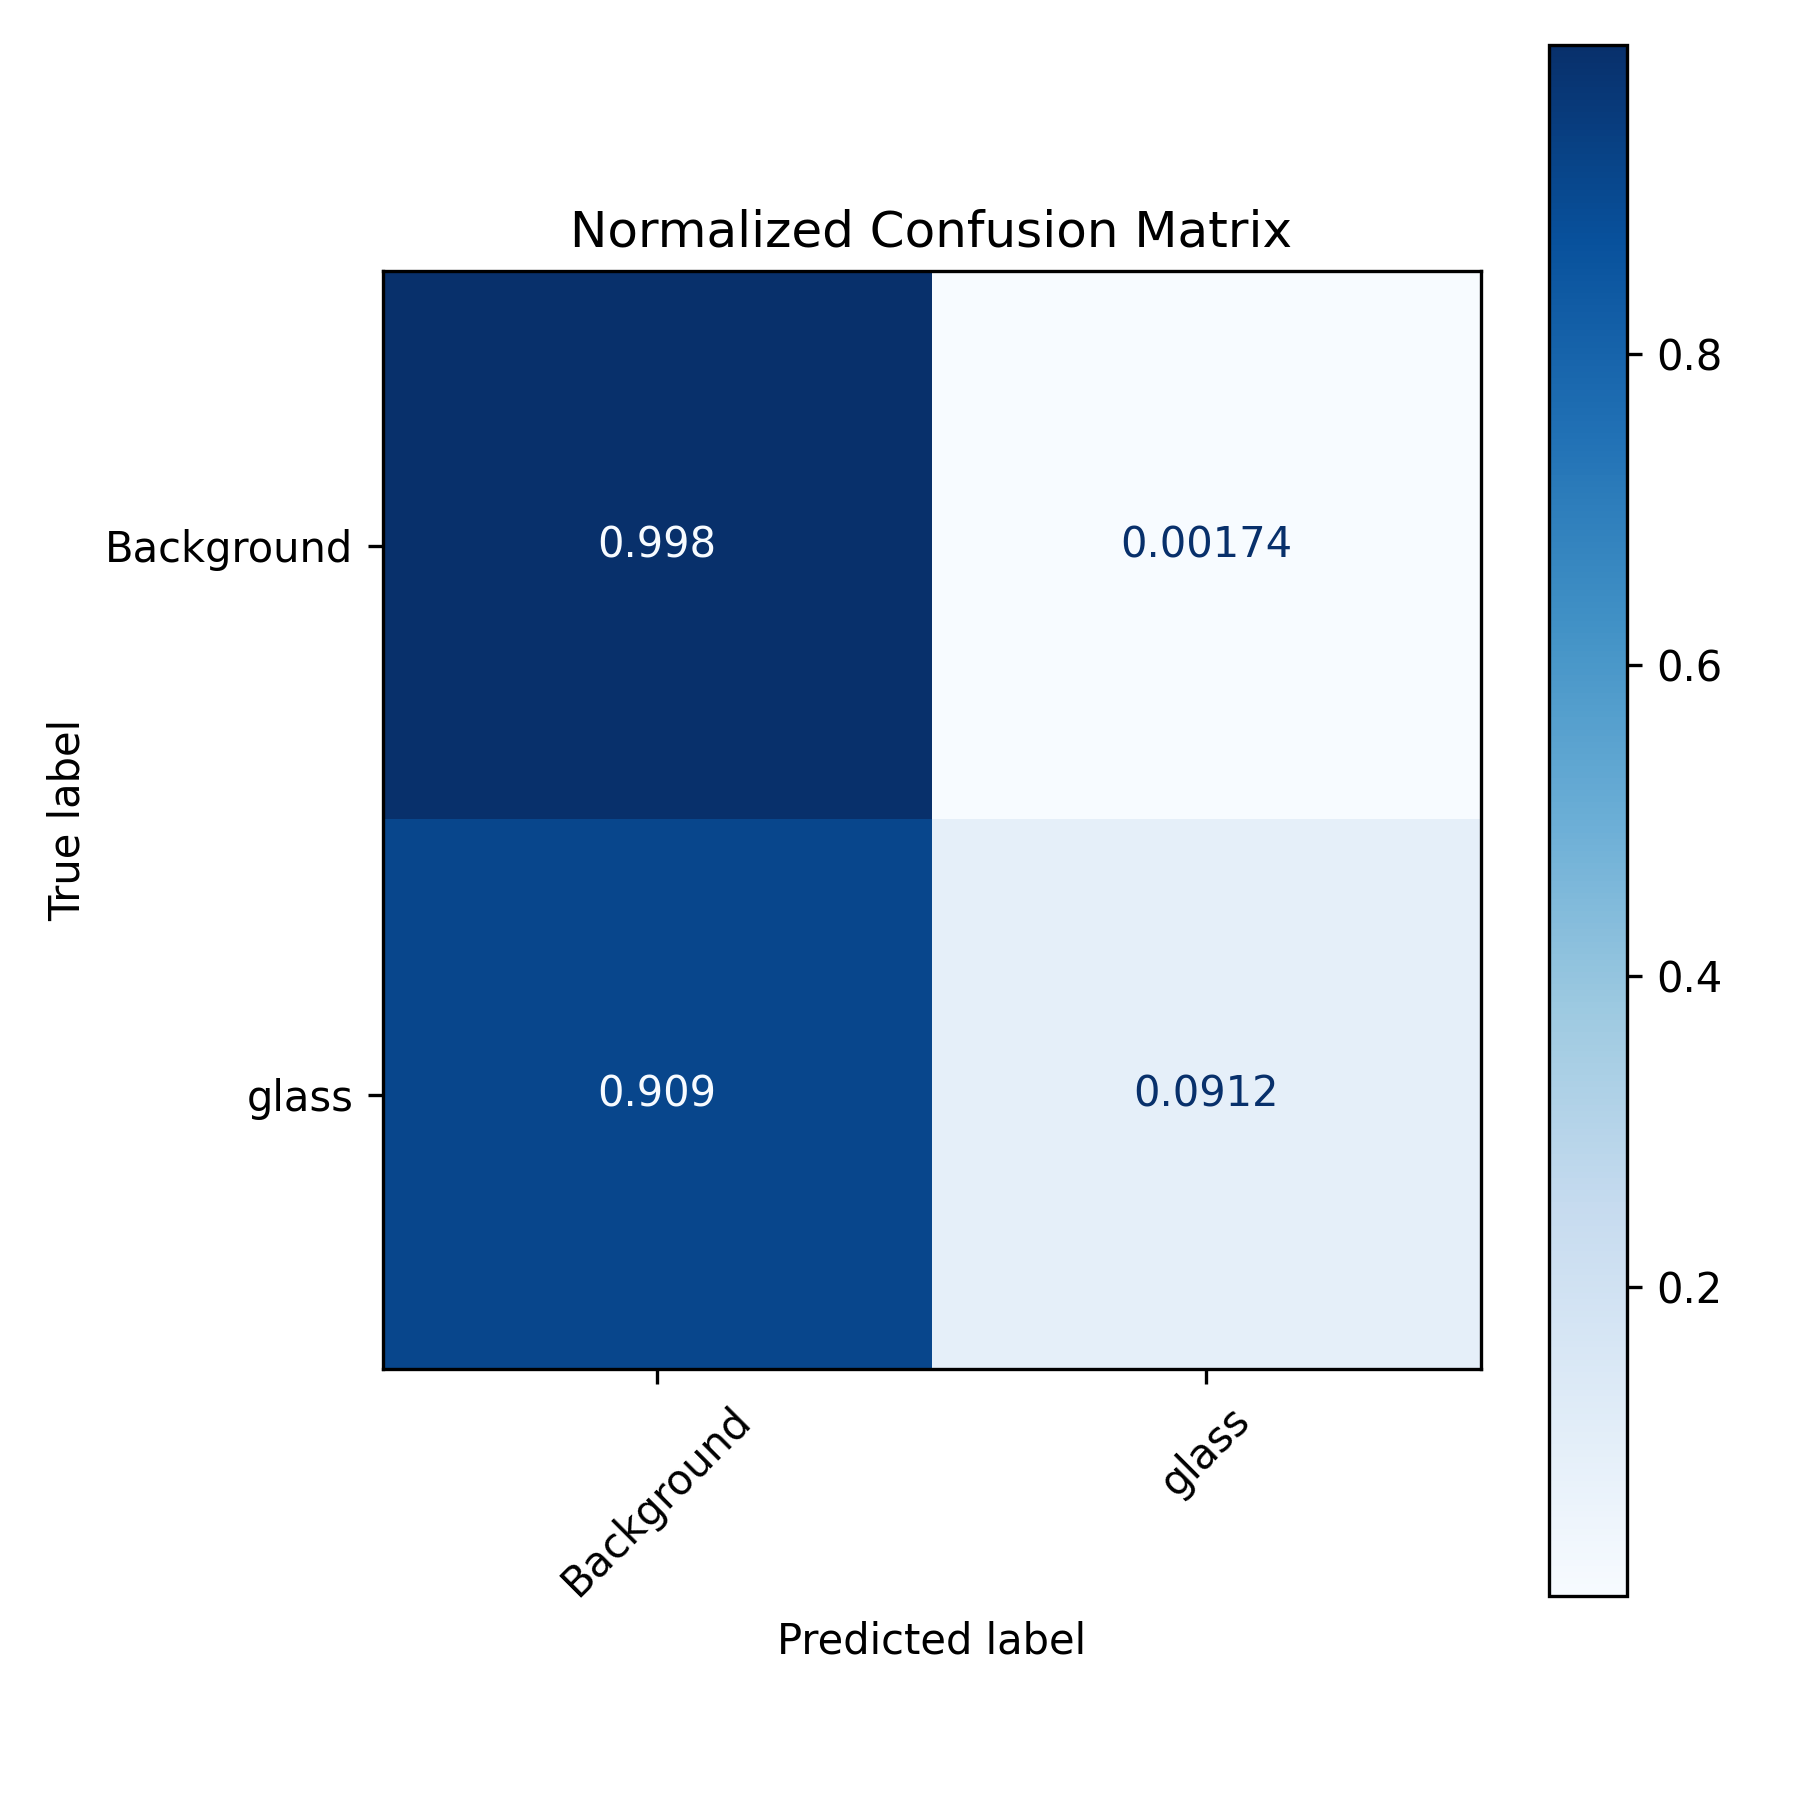 Normalized Confusion Matrix
True label
Background
glass
0.998
0.00174
0.909
0.0912
Background
glass
Predicted label
0.8
0.6
0.4
0.2